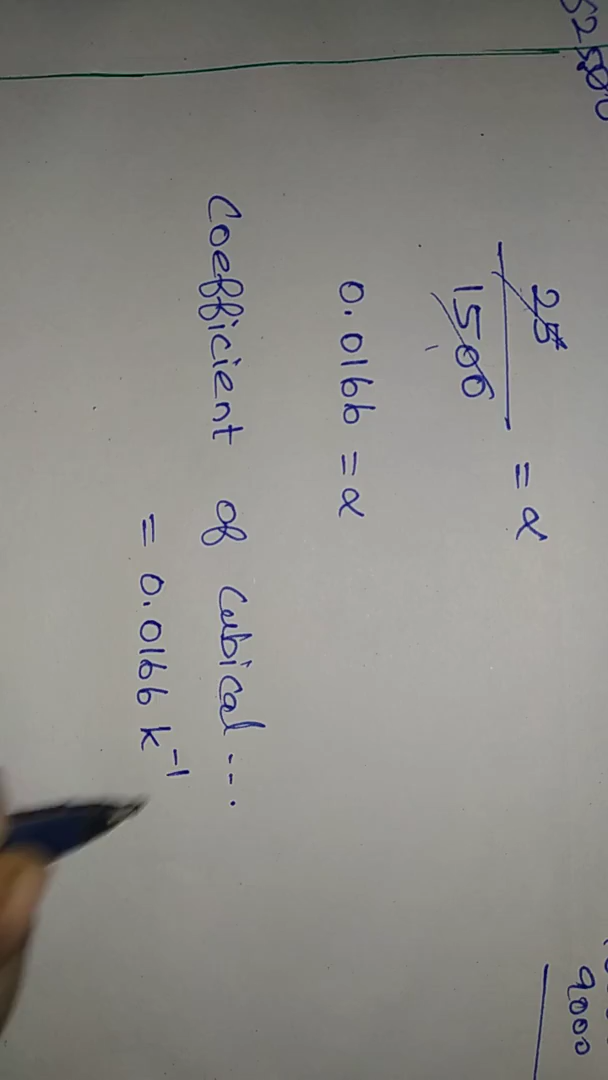 25
1500 = α
0.0166 = α
Coefficient of Cubical ...
= 0.0166 k⁻¹
9000